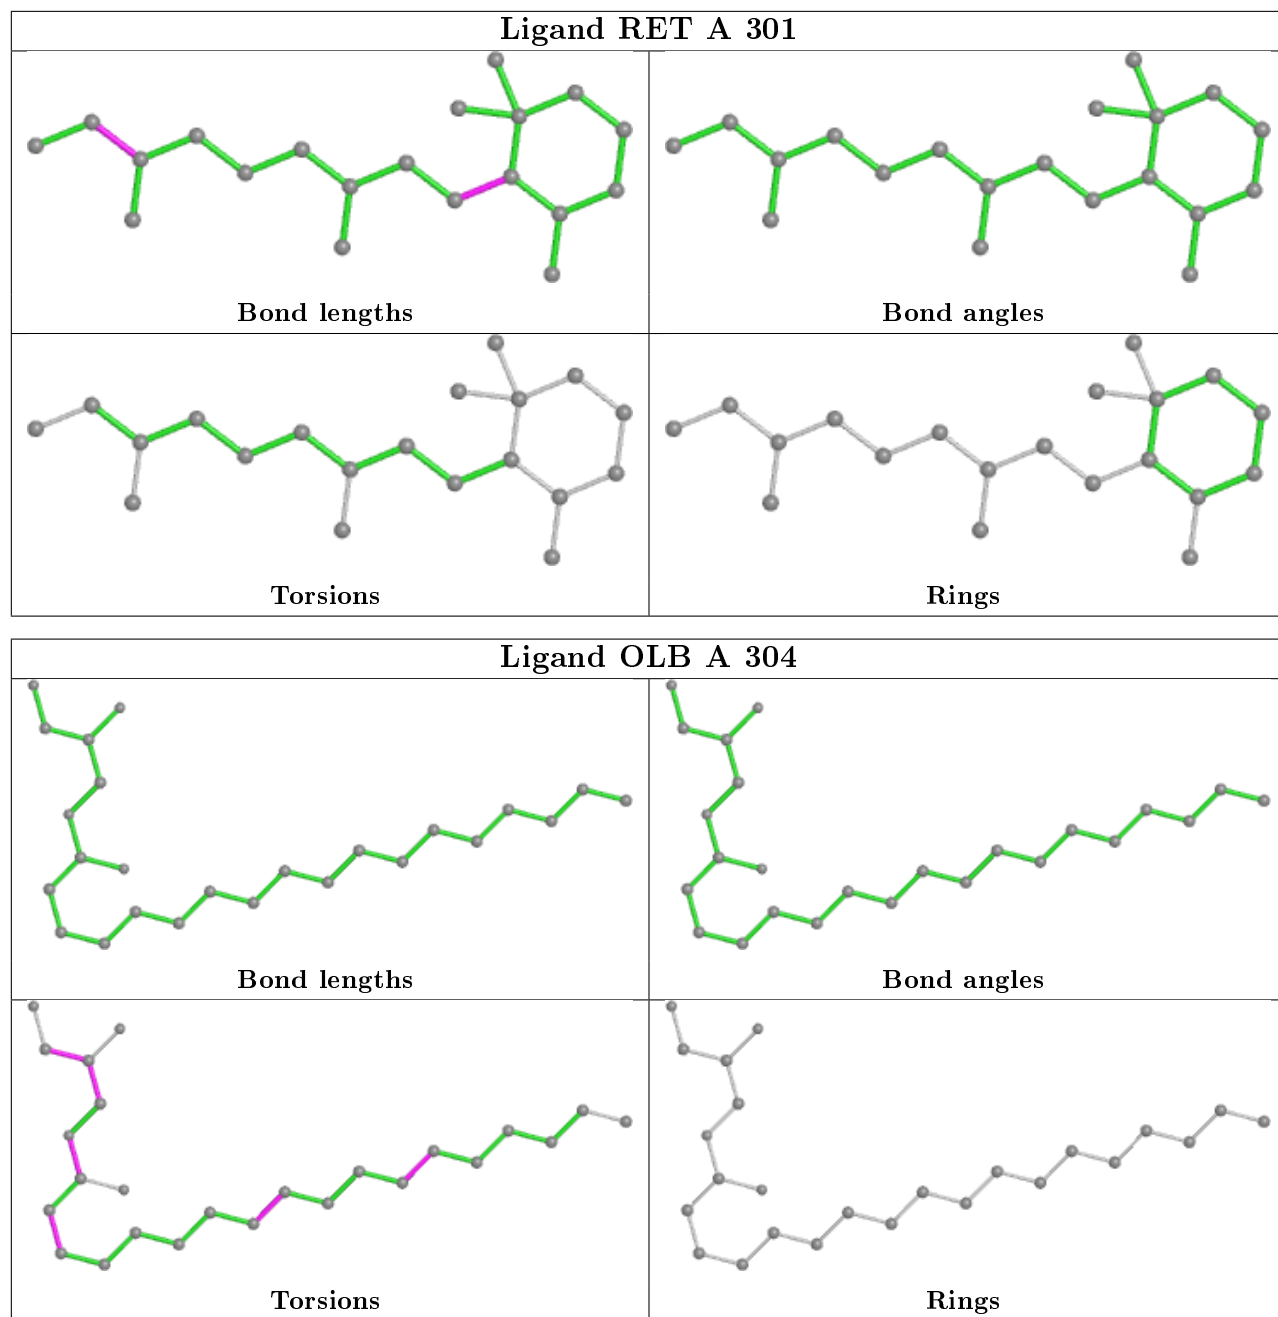 Ligand RET A 301
Bond lengths
Bond angles
Torsions
Rings
Ligand OLB A 304
Bond lengths
Bond angles
Torsions
Rings